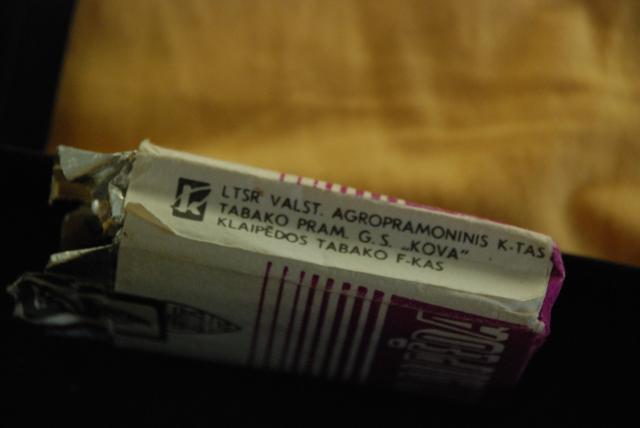 LTSR VALST. AGROPRAMONINIS K-TAS
TABAKO PRAM. G. S. „KOVA"
KLAIPĖDOS TABAKO F-KAS